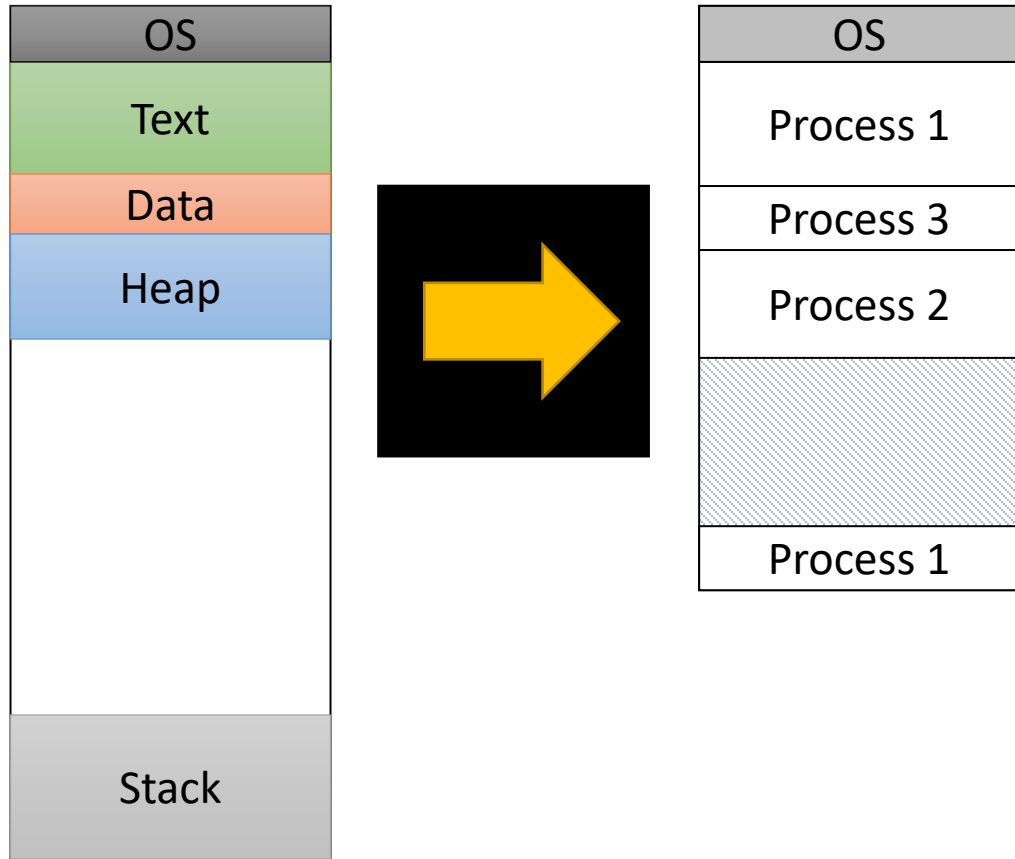 OS
Text
Data
Heap
Stack
OS
Process 1
Process 3
Process 2
Process 1